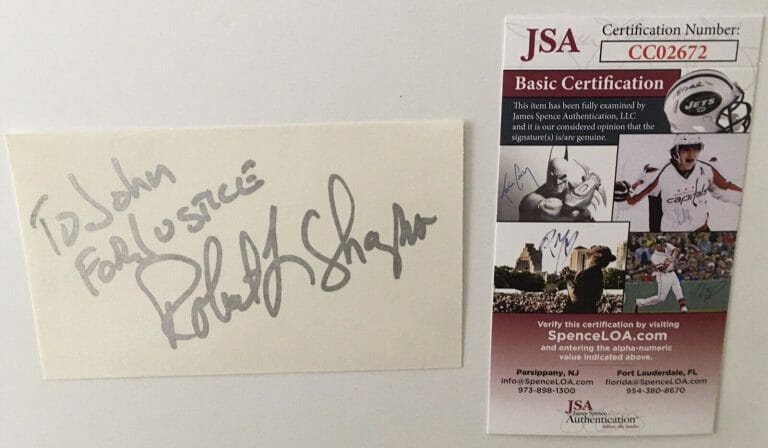 To John
For Justice
Robert L Shapiro
JSA
Certification Number:
CC02672
Basic Certification
This item has been fully examined by
James Spence Authentication, LLC
and it is our considered opinion that the
signature(s) is/are genuine.
JETS
capitals
Verify this certification by visiting
SpenceLOA.com
and entering the alpha-numeric
value indicated above.
Parsippany, NJ
info@SpenceLOA.com
973-898-1300
Fort Lauderdale, FL
florida@SpenceLOA.com
954-380-8670
JSA
James Spence
Authentication